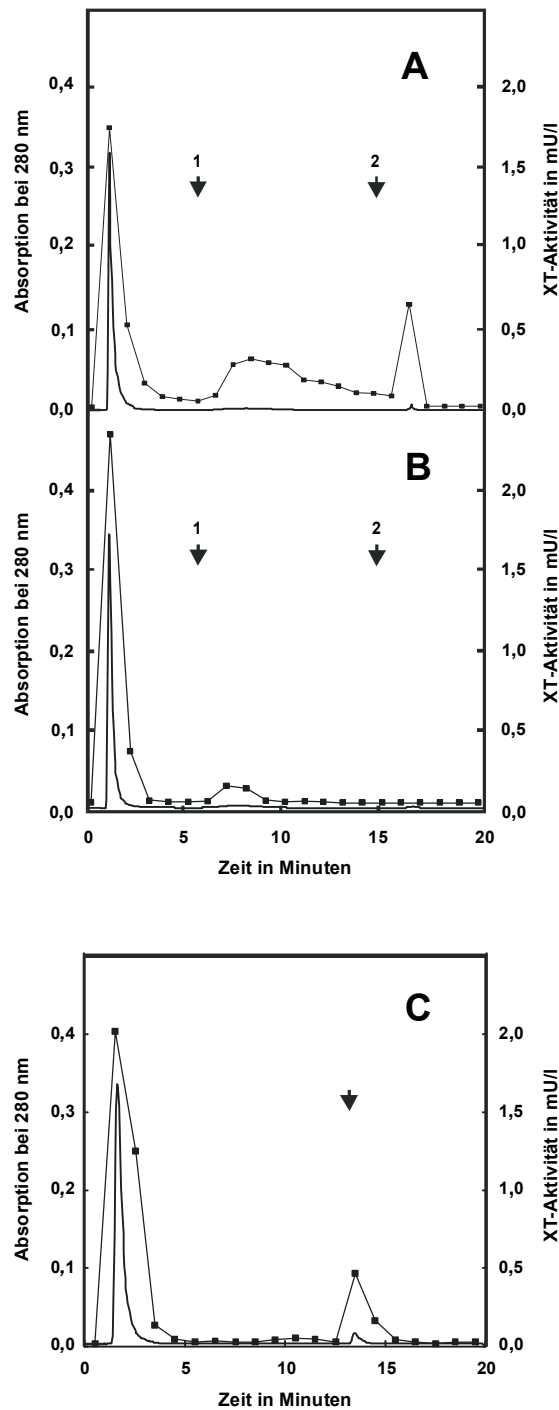 A
Absorption bei 280 nm
0,4
0,3
0,2
0,1
0,0
1
2
XT-Aktivität in mU/l
2,0
1,5
1,0
0,5
0,0
B
Absorption bei 280 nm
0,4
0,3
0,2
0,1
0,0
1
2
XT-Aktivität in mU/l
2,0
1,5
1,0
0,5
0,0
0 5 10 15 20
Zeit in Minuten
C
Absorption bei 280 nm
0,4
0,3
0,2
0,1
0,0
XT-Aktivität in mU/l
2,0
1,5
1,0
0,5
0,0
0 5 10 15 20
Zeit in Minuten